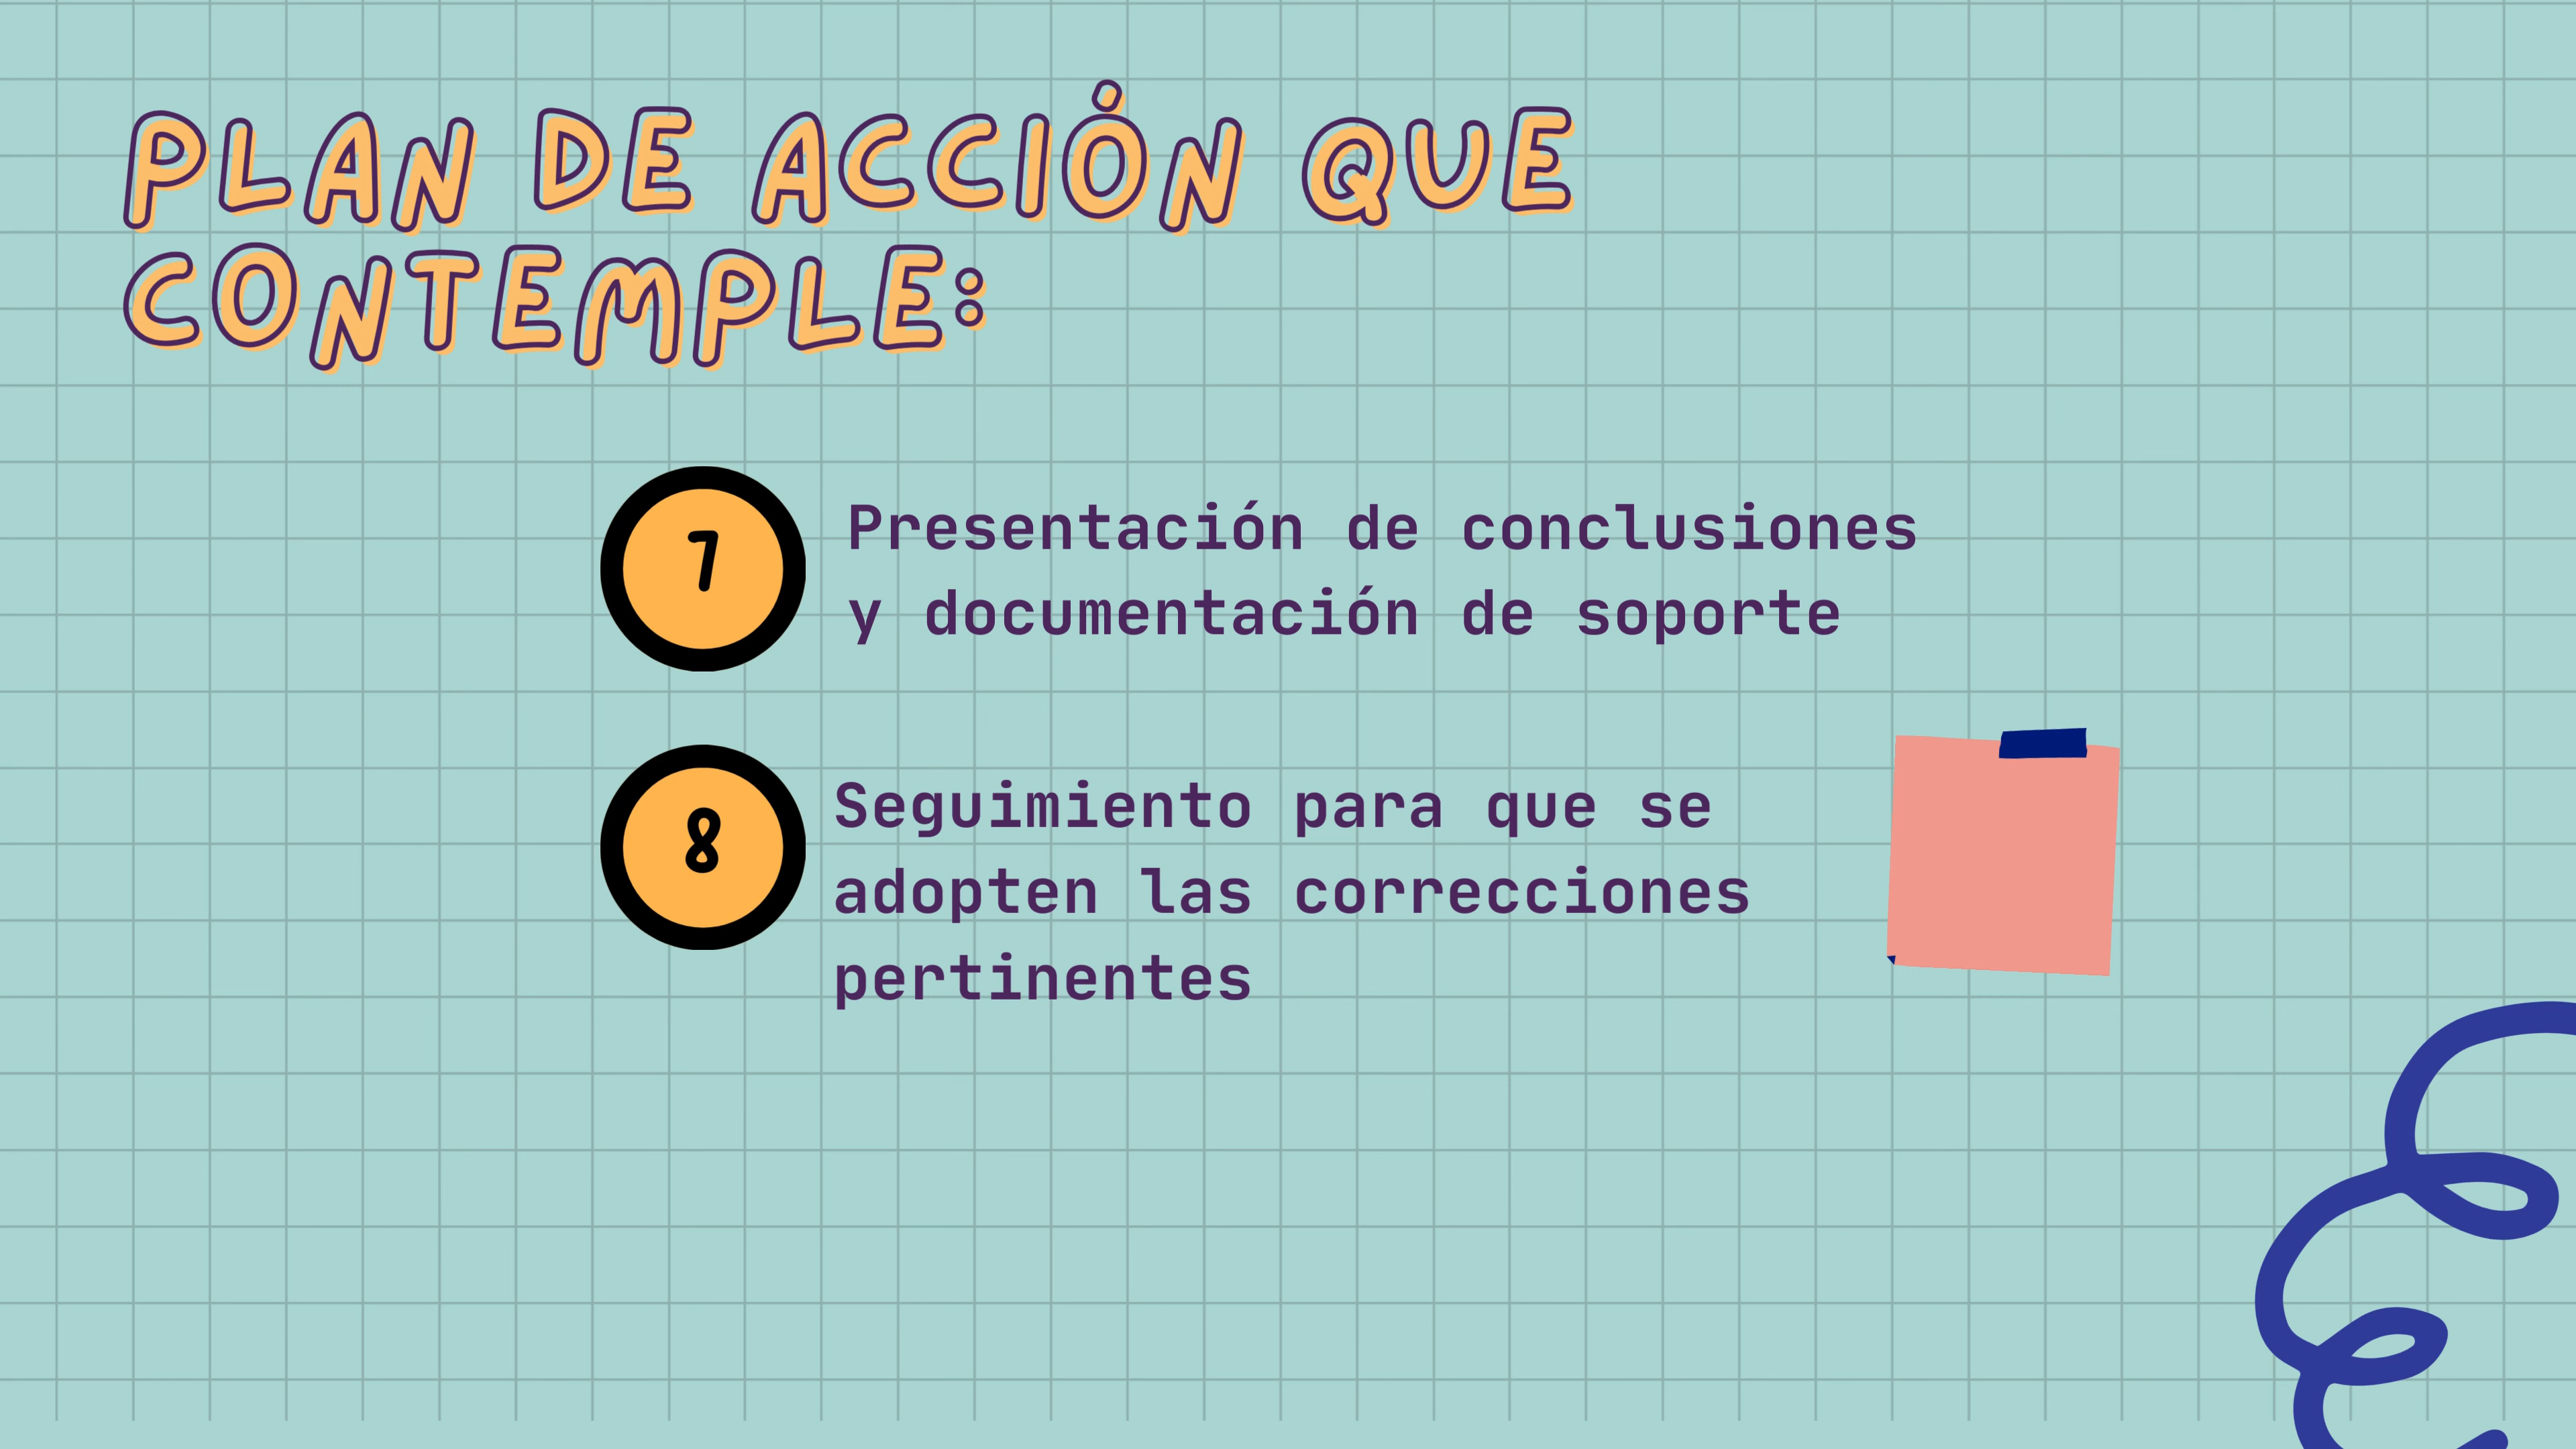 PLAN DE ACCIÓN QUE
CONTEMPLE:
7
Presentación de conclusiones
y documentación de soporte
8
Seguimiento para que se
adopten las correcciones
pertinentes